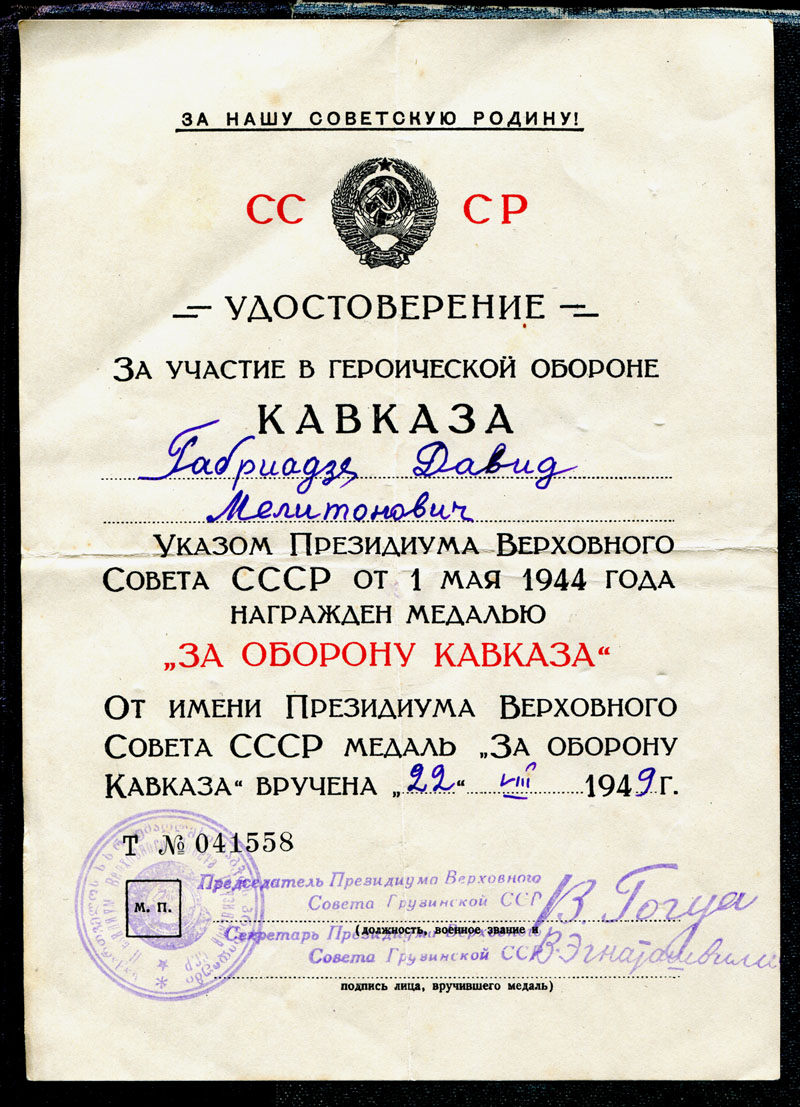 ЗА НАШУ СОВЕТСКУЮ РОДИНУ!
СС СР
УДОСТОВЕРЕНИЕ
ЗА УЧАСТИЕ В ГЕРОИЧЕСКОЙ ОБОРОНЕ
КАВКАЗА
Габриадзе Давид
Мелитонович
УКАЗОМ ПРЕЗИДИУМА ВЕРХОВНОГО
СОВЕТА СССР ОТ 1 МАЯ 1944 ГОДА
НАГРАЖДЕН МЕДАЛЬЮ
„ЗА ОБОРОНУ КАВКАЗА“
ОТ ИМЕНИ ПРЕЗИДИУМА ВЕРХОВНОГО
СОВЕТА СССР МЕДАЛЬ „ЗА ОБОРОНУ
КАВКАЗА“ ВРУЧЕНА „22“ VIII 1949 Г.
Т № 041558
Председатель Президиума Верховного
Совета Грузинской ССР В. Гогуа
М. П.
(должность, военное звание и
Секретарь Президиума Верховного
Совета Грузинской ССР В. Эгнаташвили
подпись лица, вручившего медаль)